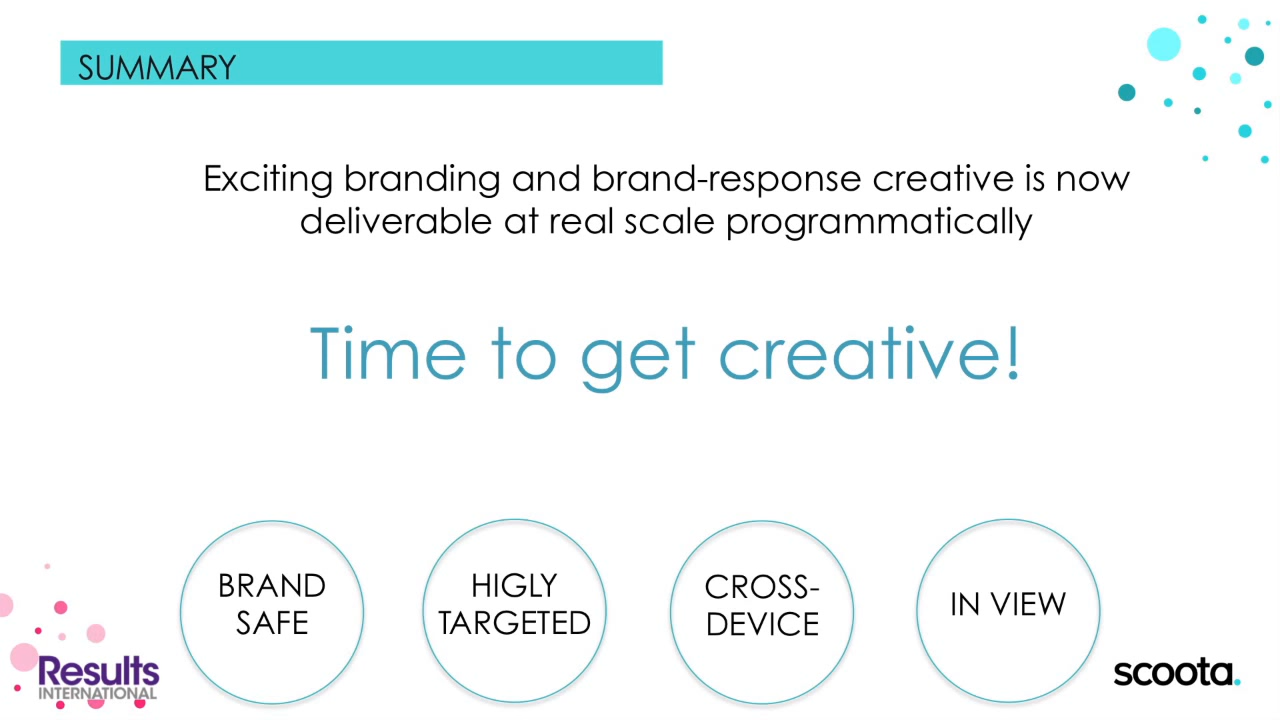 SUMMARY
Exciting branding and brand-response creative is now
deliverable at real scale programmatically
Time to get creative!
BRAND
SAFE
HIGLY
TARGETED
CROSS-
DEVICE
IN VIEW
Results
INTERNATIONAL
scoota.